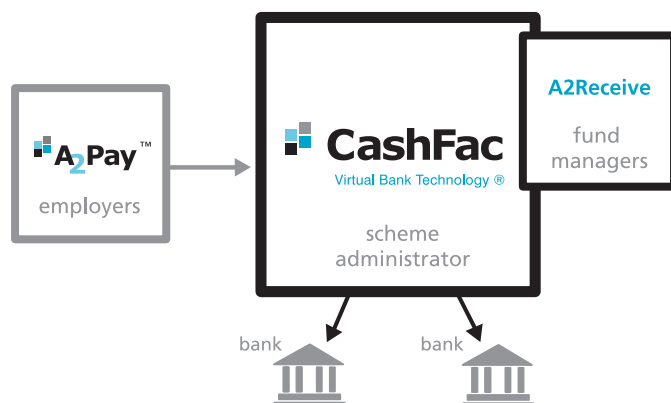 A2Pay™
employers
CashFac
Virtual Bank Technology ®
scheme
administrator
A2Receive
fund
managers
bank
bank